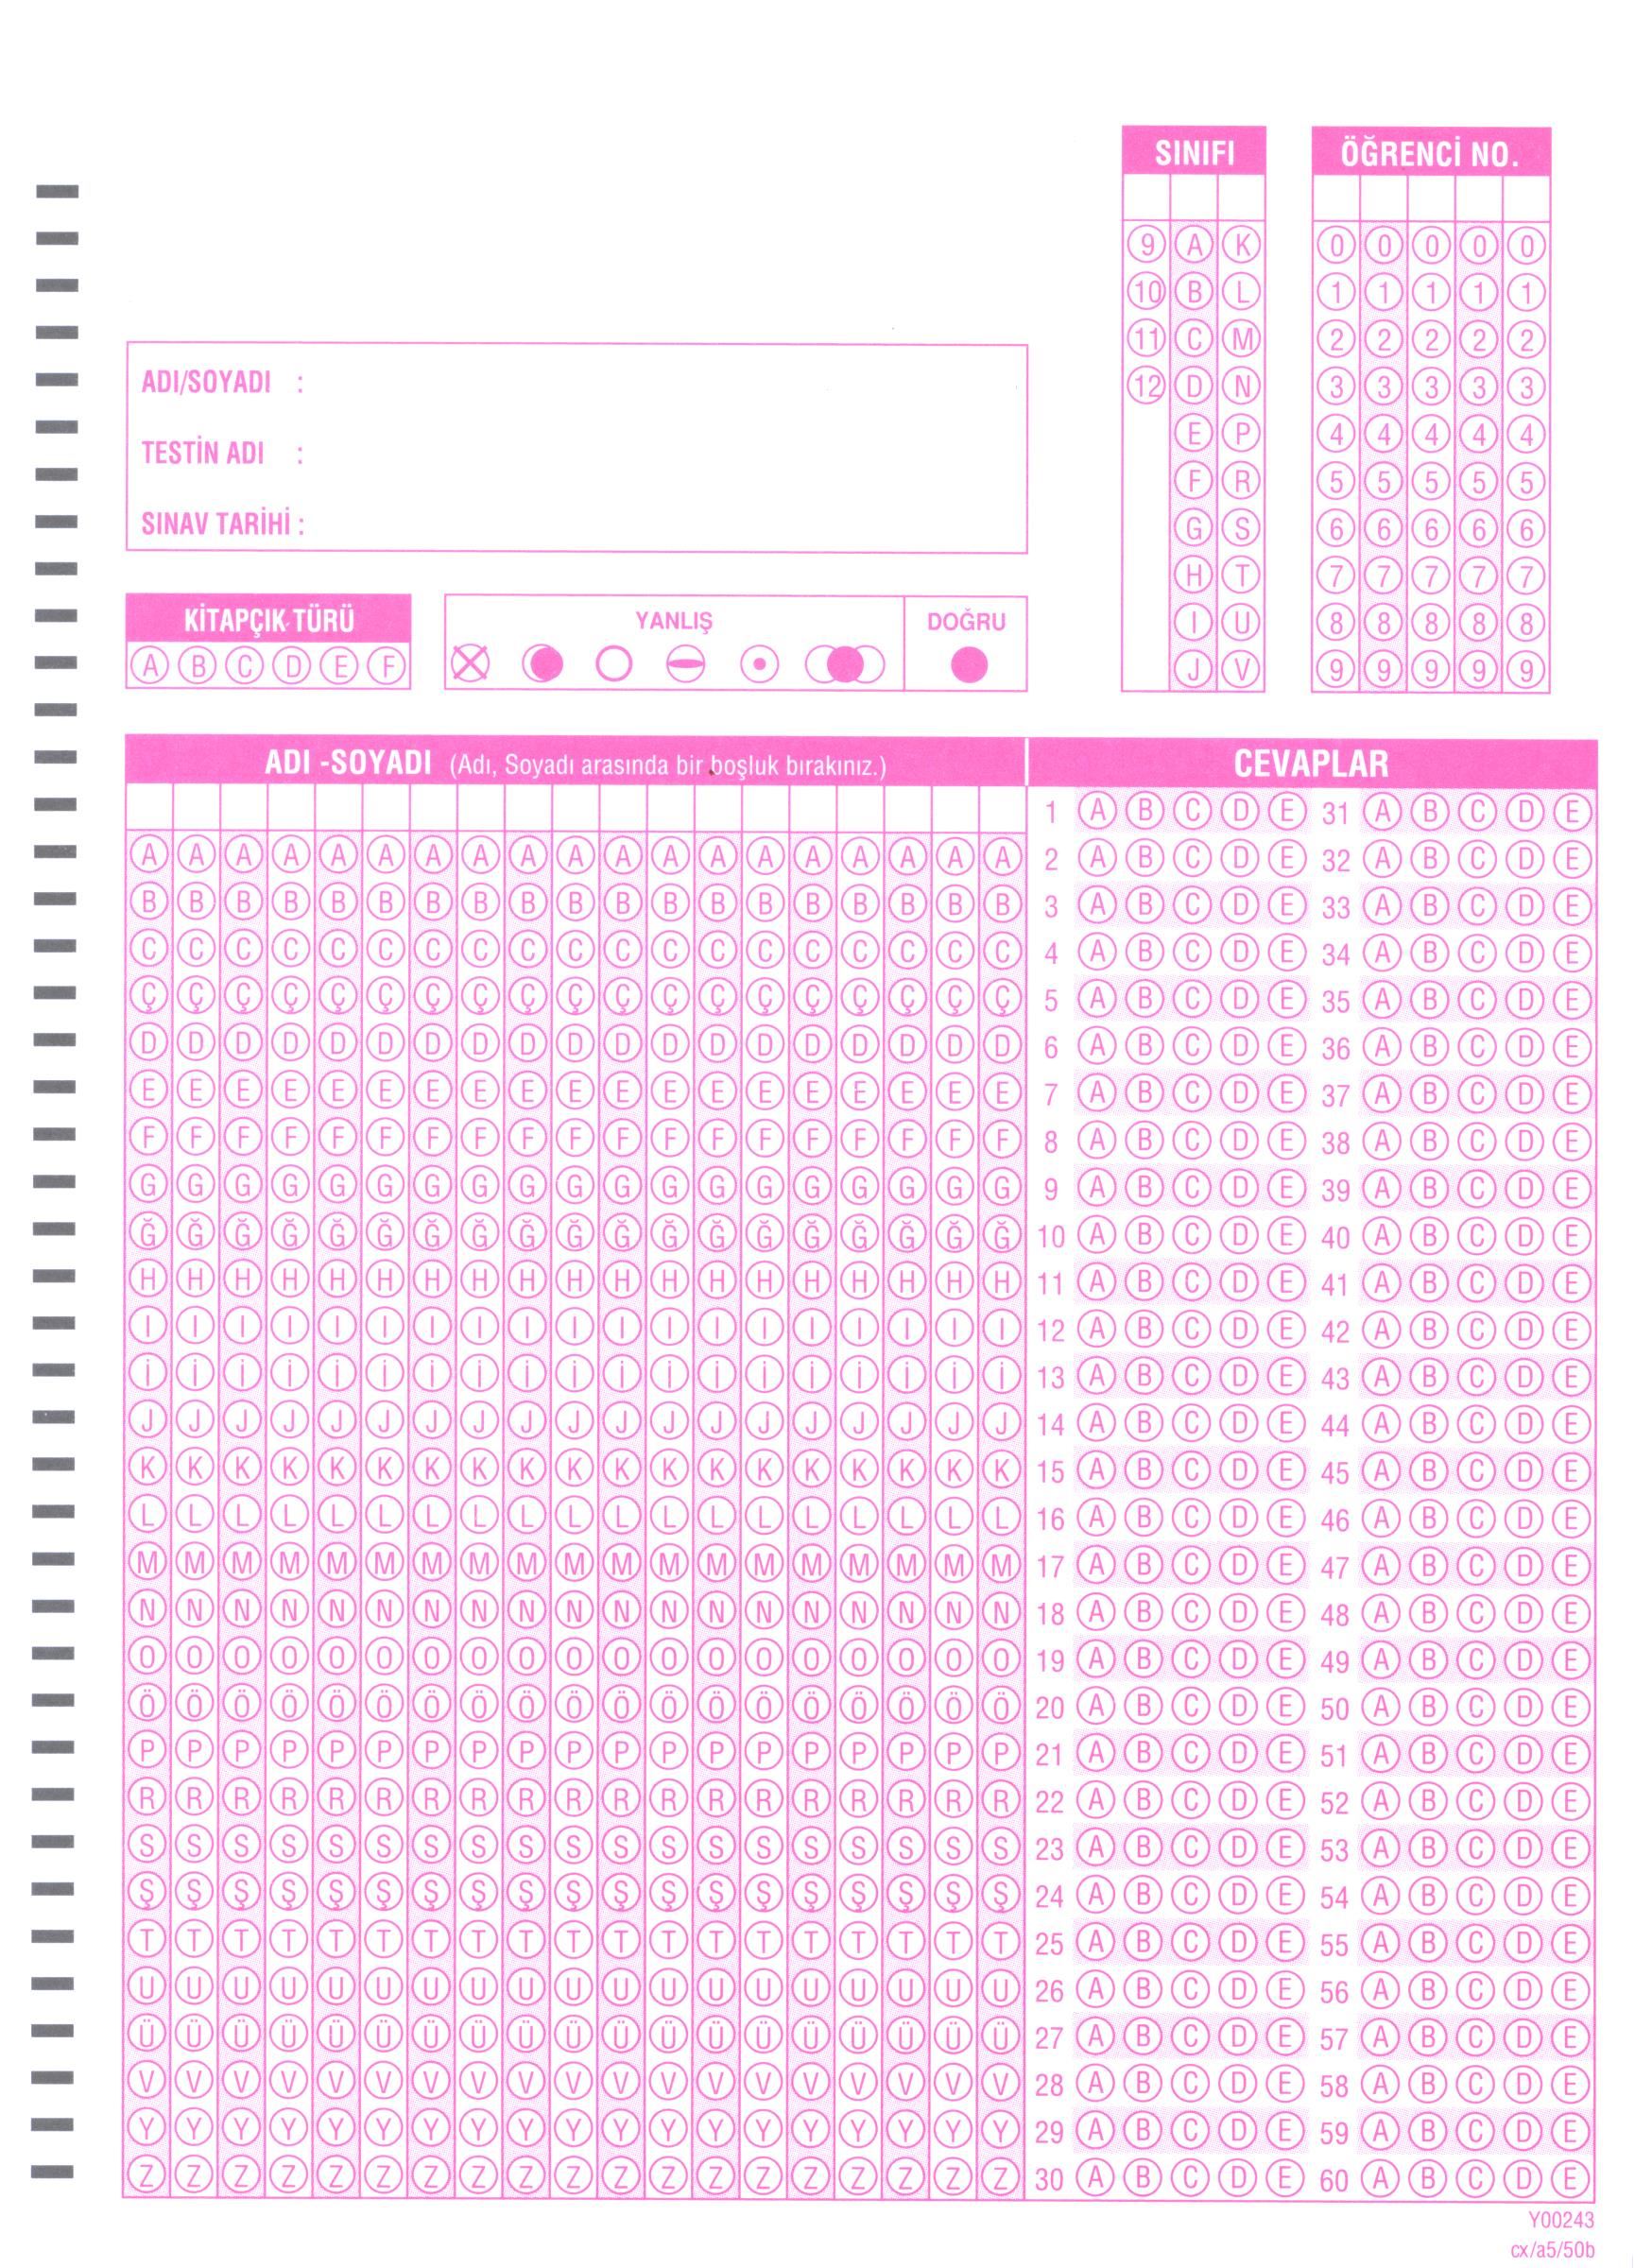 SINIFI ÖĞRENCİ NO.
9 A K 0 0 0 0 0
10 B L 1 1 1 1 1
11 C M 2 2 2 2 2
12 D N 3 3 3 3 3
E P 4 4 4 4 4
F R 5 5 5 5 5
G S 6 6 6 6 6
H T 7 7 7 7 7
I U 8 8 8 8 8
J V 9 9 9 9 9
ADI/SOYADI :
TESTİN ADI :
SINAV TARİHİ :
KİTAPÇIK TÜRÜ
A B C D E F
YANLIŞ DOĞRU
ADI -SOYADI (Adı, Soyadı arasında bir boşluk bırakınız.)
A A A A A A A A A A A A A A A A A A A
B B B B B B B B B B B B B B B B B B B
C C C C C C C C C C C C C C C C C C C
Ç Ç Ç Ç Ç Ç Ç Ç Ç Ç Ç Ç Ç Ç Ç Ç Ç Ç Ç
D D D D D D D D D D D D D D D D D D D
E E E E E E E E E E E E E E E E E E E
F F F F F F F F F F F F F F F F F F F
G G G G G G G G G G G G G G G G G G G
Ğ Ğ Ğ Ğ Ğ Ğ Ğ Ğ Ğ Ğ Ğ Ğ Ğ Ğ Ğ Ğ Ğ Ğ Ğ
H H H H H H H H H H H H H H H H H H H
I I I I I I I I I I I I I I I I I I I
İ İ İ İ İ İ İ İ İ İ İ İ İ İ İ İ İ İ İ
J J J J J J J J J J J J J J J J J J J
K K K K K K K K K K K K K K K K K K K
L L L L L L L L L L L L L L L L L L L
M M M M M M M M M M M M M M M M M M M
N N N N N N N N N N N N N N N N N N N
O O O O O O O O O O O O O O O O O O O
Ö Ö Ö Ö Ö Ö Ö Ö Ö Ö Ö Ö Ö Ö Ö Ö Ö Ö Ö
P P P P P P P P P P P P P P P P P P P
R R R R R R R R R R R R R R R R R R R
S S S S S S S S S S S S S S S S S S S
Ş Ş Ş Ş Ş Ş Ş Ş Ş Ş Ş Ş Ş Ş Ş Ş Ş Ş Ş
T T T T T T T T T T T T T T T T T T T
U U U U U U U U U U U U U U U U U U U
Ü Ü Ü Ü Ü Ü Ü Ü Ü Ü Ü Ü Ü Ü Ü Ü Ü Ü Ü
V V V V V V V V V V V V V V V V V V V
Y Y Y Y Y Y Y Y Y Y Y Y Y Y Y Y Y Y Y
Z Z Z Z Z Z Z Z Z Z Z Z Z Z Z Z Z Z Z
CEVAPLAR
1 A B C D E 31 A B C D E
2 A B C D E 32 A B C D E
3 A B C D E 33 A B C D E
4 A B C D E 34 A B C D E
5 A B C D E 35 A B C D E
6 A B C D E 36 A B C D E
7 A B C D E 37 A B C D E
8 A B C D E 38 A B C D E
9 A B C D E 39 A B C D E
10 A B C D E 40 A B C D E
11 A B C D E 41 A B C D E
12 A B C D E 42 A B C D E
13 A B C D E 43 A B C D E
14 A B C D E 44 A B C D E
15 A B C D E 45 A B C D E
16 A B C D E 46 A B C D E
17 A B C D E 47 A B C D E
18 A B C D E 48 A B C D E
19 A B C D E 49 A B C D E
20 A B C D E 50 A B C D E
21 A B C D E 51 A B C D E
22 A B C D E 52 A B C D E
23 A B C D E 53 A B C D E
24 A B C D E 54 A B C D E
25 A B C D E 55 A B C D E
26 A B C D E 56 A B C D E
27 A B C D E 57 A B C D E
28 A B C D E 58 A B C D E
29 A B C D E 59 A B C D E
30 A B C D E 60 A B C D E
Y00243
cx/a5/50b